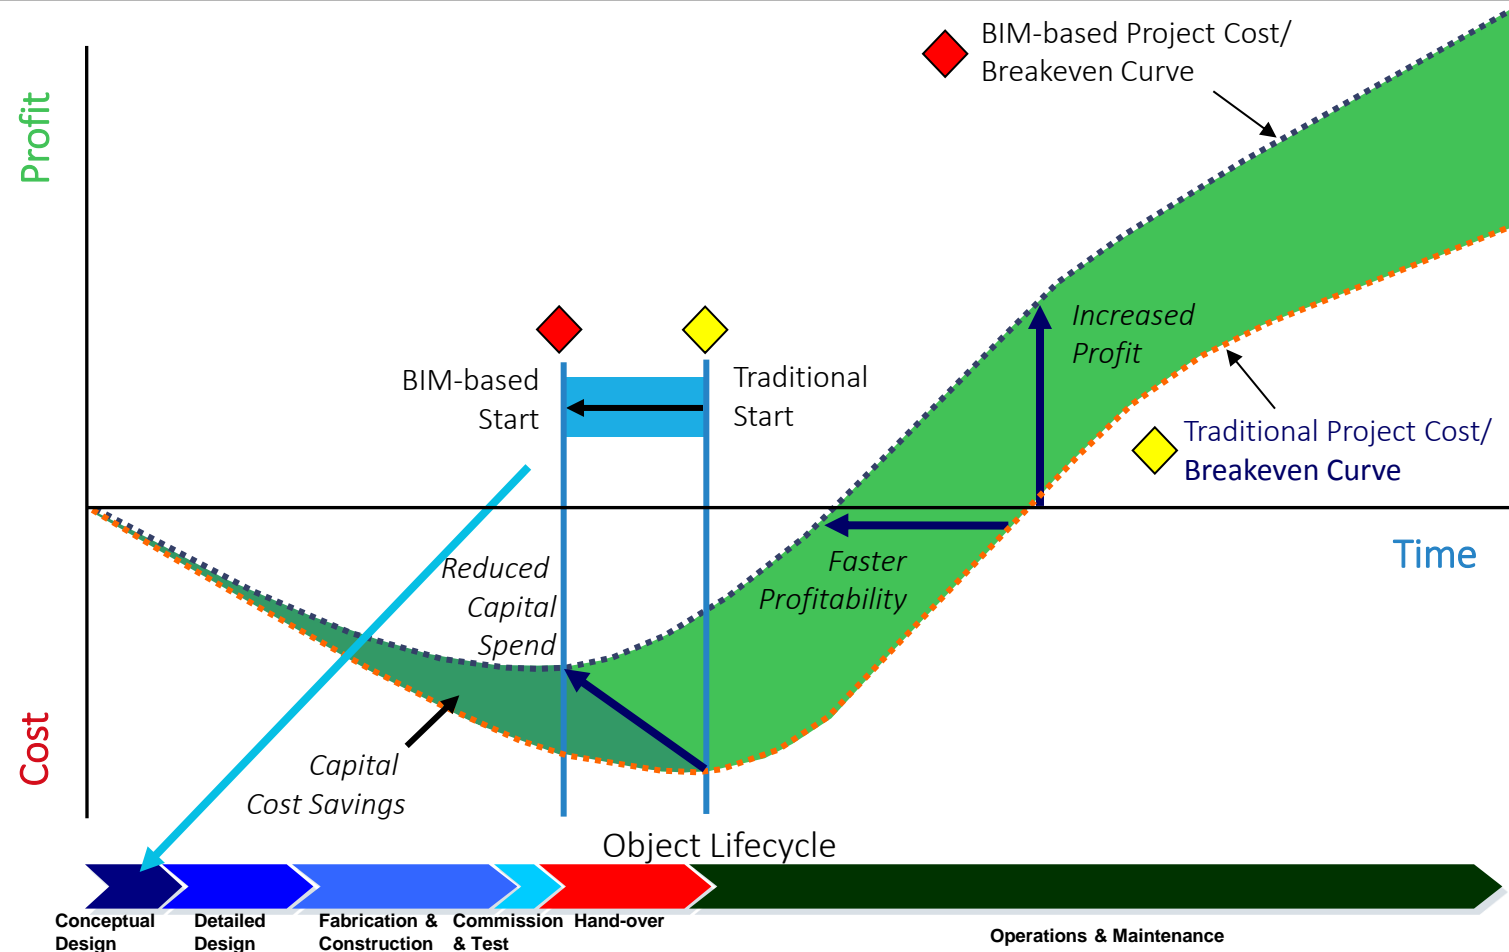 BIM-based Project Cost/
Breakeven Curve
Profit
Increased
Profit
BIM-based
Start
Traditional
Start
Traditional Project Cost/
Breakeven Curve
Time
Reduced
Capital
Spend
Faster
Profitability
Cost
Capital
Cost Savings
Object Lifecycle
Conceptual
Design
Detailed
Design
Fabrication &
Construction
Commission
& Test
Hand-over
Operations & Maintenance